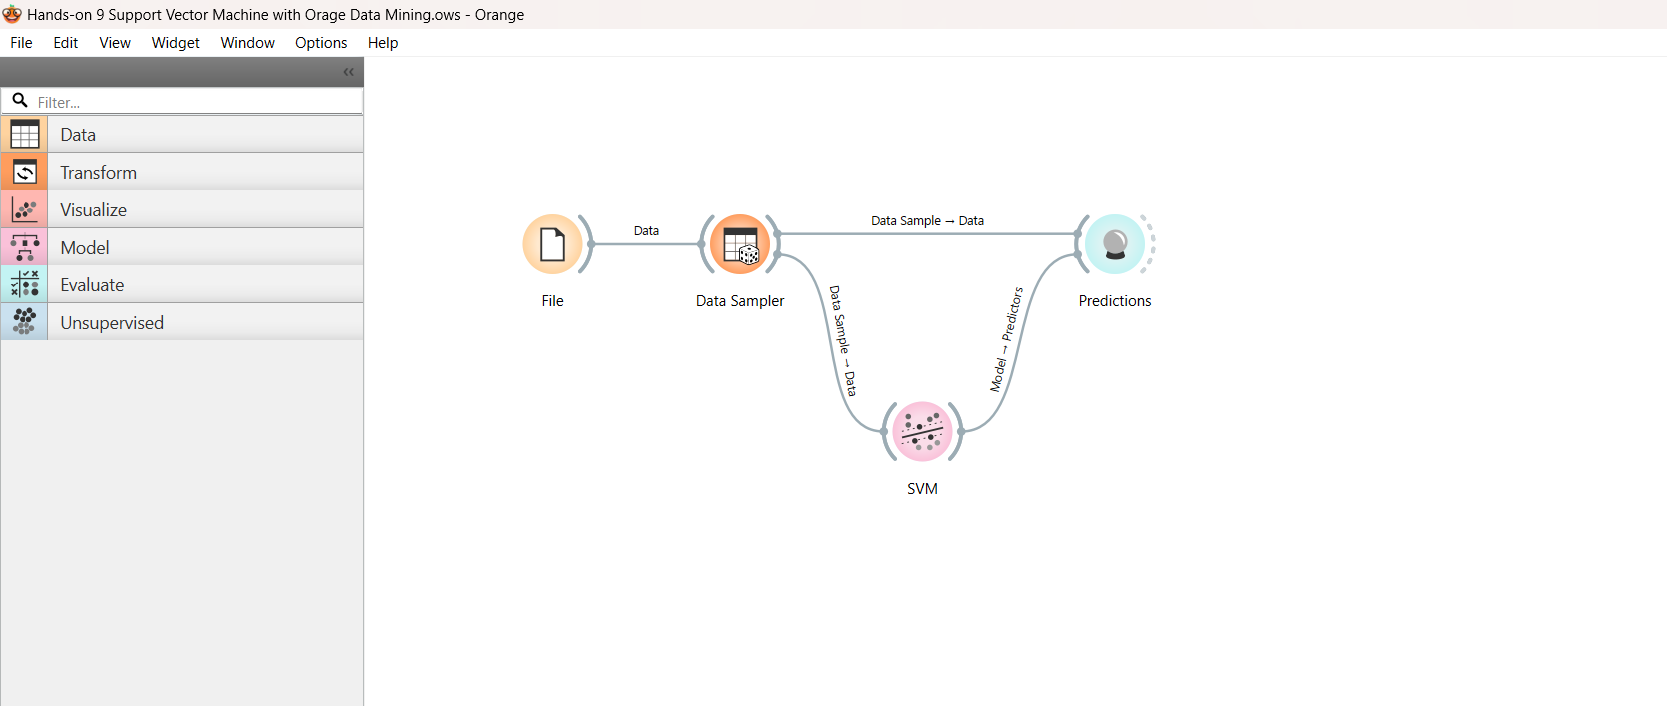 Hands-on 9 Support Vector Machine with Orage Data Mining.ows - Orange
File Edit View Widget Window Options Help
Filter...
Data
Transform
Visualize
Model
Evaluate
Unsupervised
Data
Data Sample → Data
File
Data Sampler
Predictions
Data Sample → Data
Model → Predictors
SVM